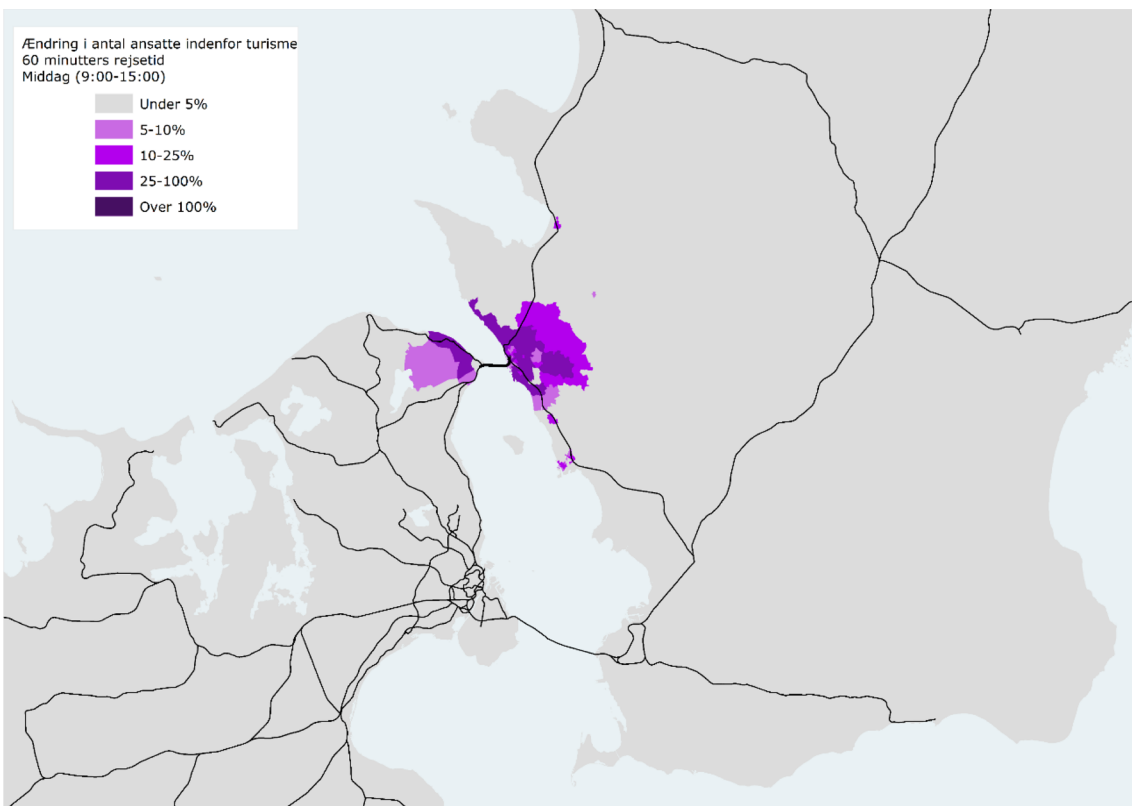 Ændring i antal ansatte indenfor turisme
60 minutters rejsetid
Middag (9:00-15:00)
Under 5%
5-10%
10-25%
25-100%
Over 100%